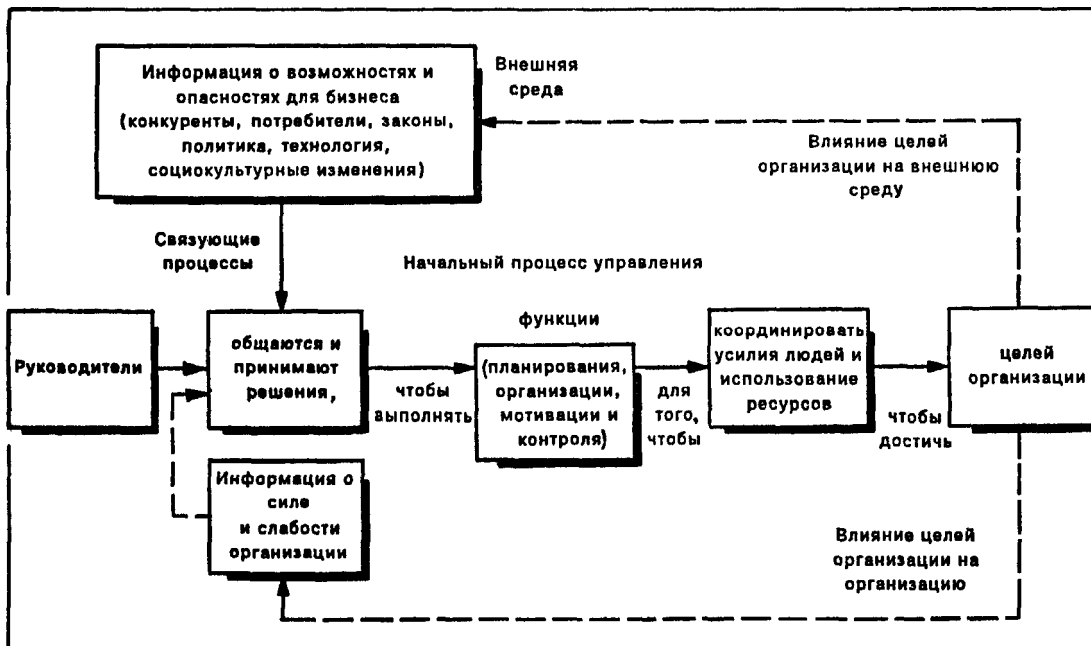 Информация о возможностях и
опасностях для бизнеса
(конкуренты, потребители, законы,
политика, технология,
социокультурные изменения)
Внешняя
среда
Влияние целей
организации на внешнюю
среду
Связующие
процессы
Начальный процесс управления
Руководители
общаются и
принимают
решения,
чтобы
выполнять
функции
(планирования,
организации,
мотивации и
контроля)
для
того,
чтобы
координировать
усилия людей и
использование
ресурсов
чтобы
достичь
целей
организации
Информация о
силе
и слабости
организации
Влияние целей
организации на
организацию